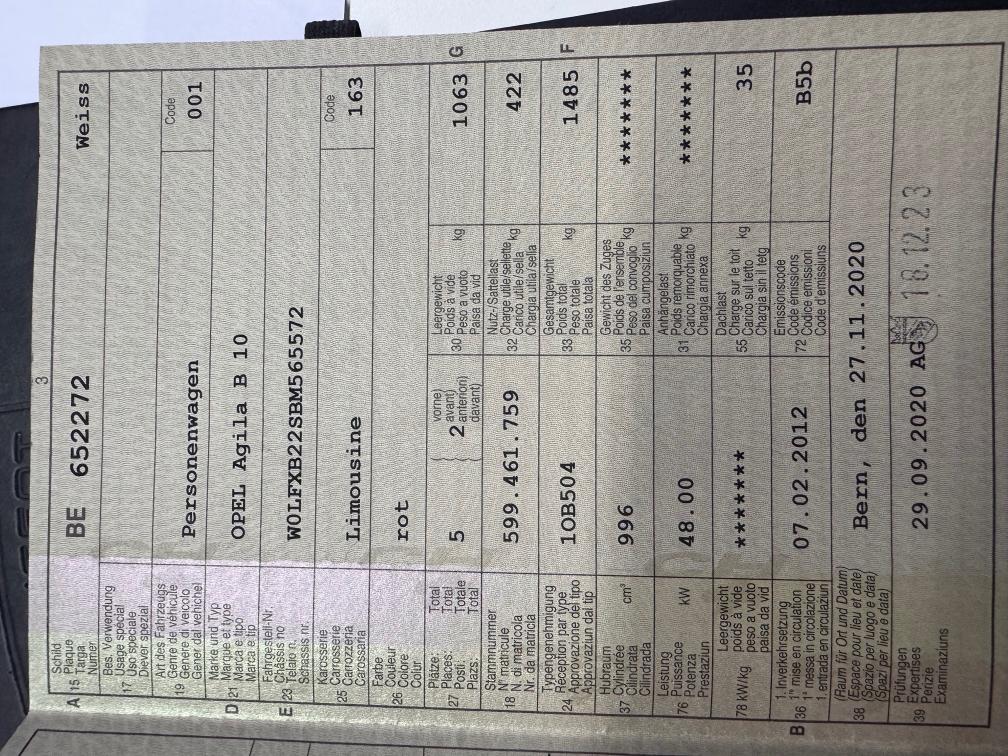 3
A 15 Schild
Plaque
Targa
Numer
BE 652272 Weiss
17 Bes. Verwendung
Usage spécial
Uso speciale
Diever spezial
19 Art des Fahrzeugs
Genre de véhicule
Genere di veicolo
Gener dal vehichel
Personenwagen
Code
001
D 21 Marke und Typ
Marque et type
Marca e tipo
Marca e tip
OPEL Agila B 10
E 23 Fahrgestell-Nr.
Châssis no
Telaio n.
Schassis nr.
W0LFXB22SBM565572
25 Karosserie
Carrosserie
Carrozzeria
Carrossaria
Limousine
Code
163
26 Farbe
Couleur
Colore
Colur
rot
27 Plätze: Total
Places: Total
Posti: Totale
Plazs: Total
5
2
vorne)
avant)
anteriori)
davant)
30 Leergewicht
Poids à vide
Peso a vuoto
Paisa da vid
kg
1063 G
18 Stammnummer
N° matricule
N. di matricola
Nr. da matricla
599.461.759
32 Nutz-/Sattellast
Charge utile/sellette
Carico utile/sella
Chargia utila/sella
kg
422
24 Typengenehmigung
Réception par type
Approvazione del tipo
Approvaziun dal tip
1OB504
33 Gesamtgewicht
Poids total
Peso totale
Paisa totala
kg
1485 F
37 Hubraum
Cylindrée
Cilindrata
Cilindrada
cm³
996
35 Gewicht des Zuges
Poids de l'ensemble
Peso del convoglio
Paisa cumposiziun
kg
********
76 Leistung
Puissance
Potenza
Prestaziun
kW
48.00
31 Anhängelast
Poids remorquable
Carico rimorchiato
Chargia annexa
kg
********
78 kW/kg
Leergewicht
poids à vide
peso a vuoto
paisa da vid
*******
55 Dachlast
Charge sur le toit
Carico sul tetto
Chargia sin il tetg
kg
35
B 36 1. Inverkehrsetzung
1re mise en circulation
1a messa in circolazione
1. entrada en circulaziun
07.02.2012
72 Emissionscode
Code émissions
Codice emissioni
Code d'emissiuns
B5b
38 (Raum für Ort und Datum)
(Espace pour lieu et date)
(Spazio per luogo e data)
(Spazi per lieu e data)
Bern, den 27.11.2020
39 Prüfungen
Expertises
Perizie
Examinaziuns
29.09.2020 AG
18.12.23